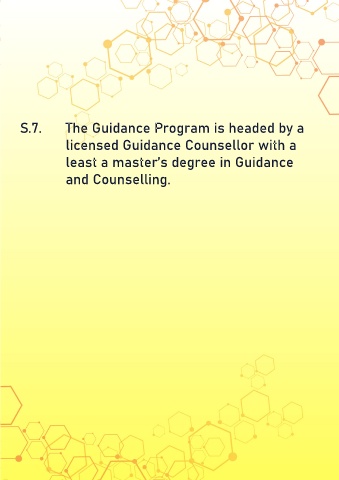 S.7. The Guidance Program is headed by a
licensed Guidance Counsellor with a
least a master's degree in Guidance
and Counselling.